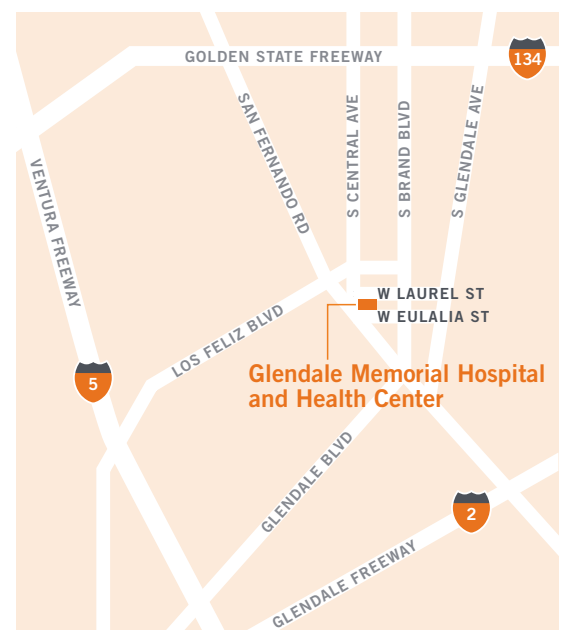 GOLDEN STATE FREEWAY
134
SAN FERNANDO RD
S CENTRAL AVE
S BRAND BLVD
S GLENDALE AVE
VENTURA FREEWAY
W LAUREL ST
W EULALIA ST
LOS FELIZ BLVD
5
Glendale Memorial Hospital
and Health Center
GLENDALE BLVD
2
GLENDALE FREEWAY